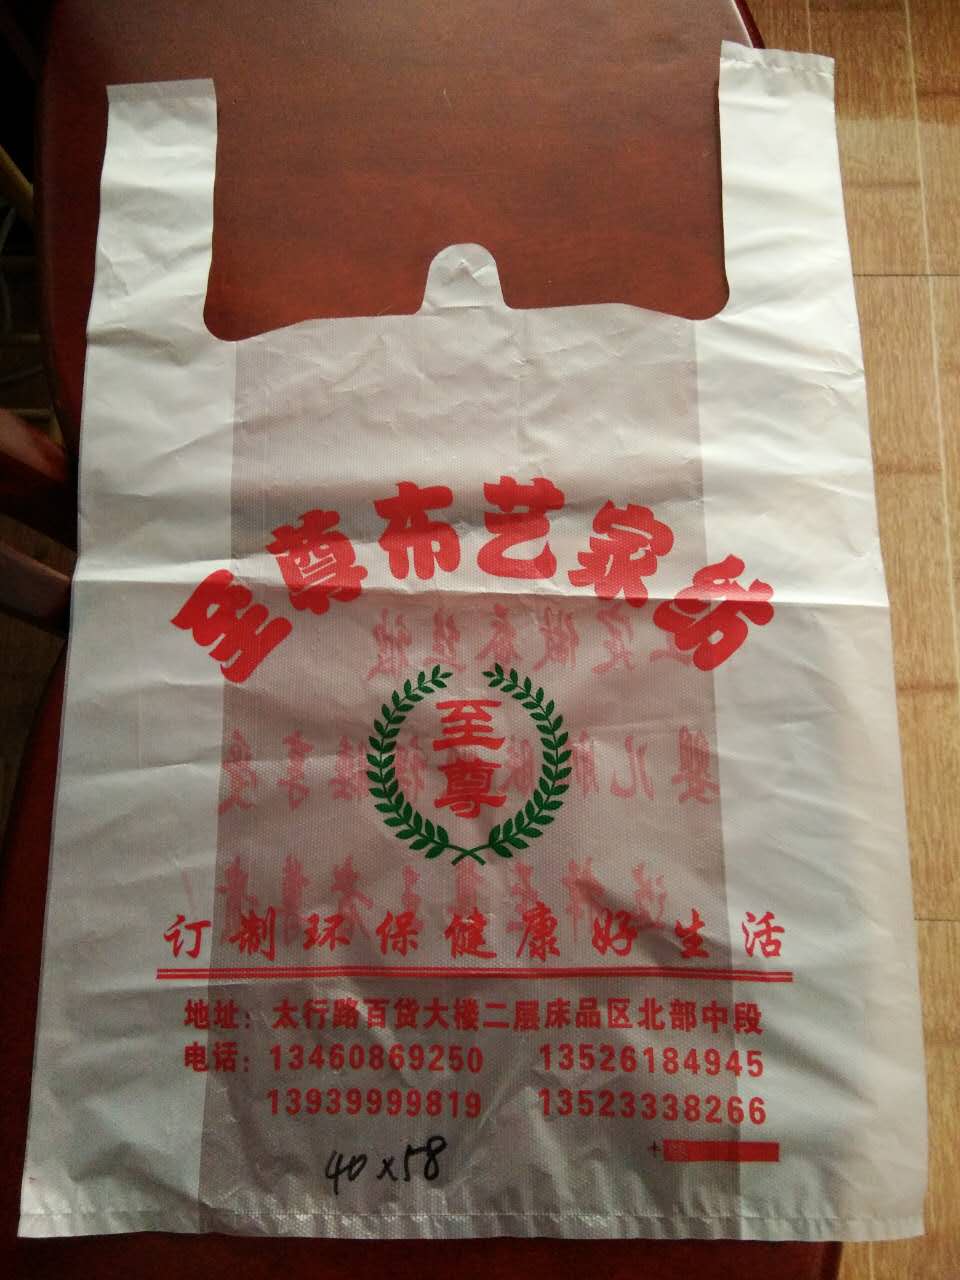 至尊布艺家纺
至
尊
订制环保健康好生活
地址：太行路百货大楼二层床品区北部中段
电话：13460869250 13526184945
13939999819 13523338266
40x58